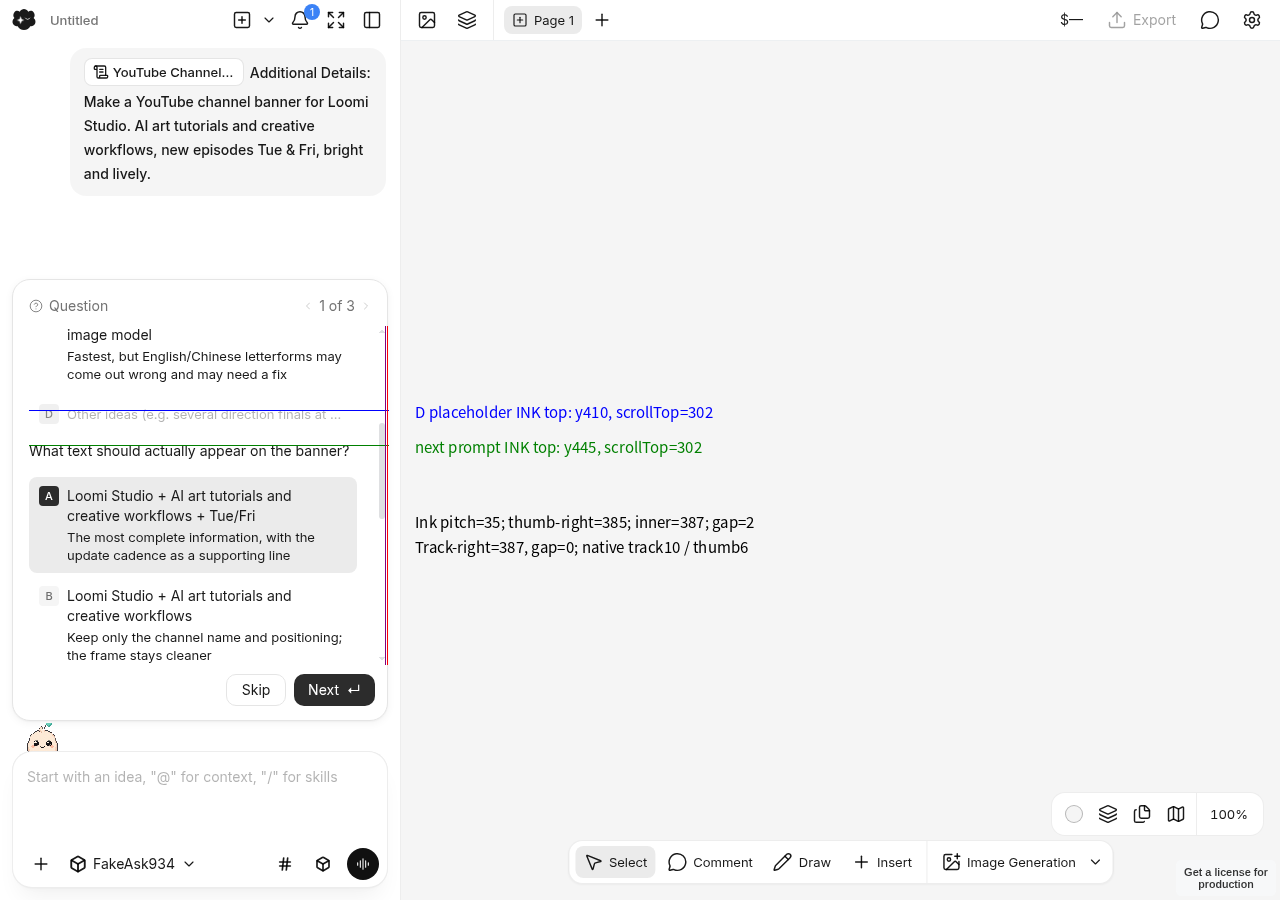 Untitled
1
Page 1
$—
Export
YouTube Channel... Additional Details:
Make a YouTube channel banner for Loomi
Studio. AI art tutorials and creative
workflows, new episodes Tue & Fri, bright
and lively.
Question
1 of 3
image model
Fastest, but English/Chinese letterforms may
come out wrong and may need a fix
D Other ideas (e.g. several direction finals at ...
What text should actually appear on the banner?
A Loomi Studio + AI art tutorials and
creative workflows + Tue/Fri
The most complete information, with the
update cadence as a supporting line
B Loomi Studio + AI art tutorials and
creative workflows
Keep only the channel name and positioning;
the frame stays cleaner
Skip
Next
Start with an idea, "@" for context, "/" for skills
FakeAsk934
D placeholder INK top: y410, scrollTop=302
next prompt INK top: y445, scrollTop=302
Ink pitch=35; thumb-right=385; inner=387; gap=2
Track-right=387, gap=0; native track10 / thumb6
100%
Select
Comment
Draw
Insert
Image Generation
Get a license for
production